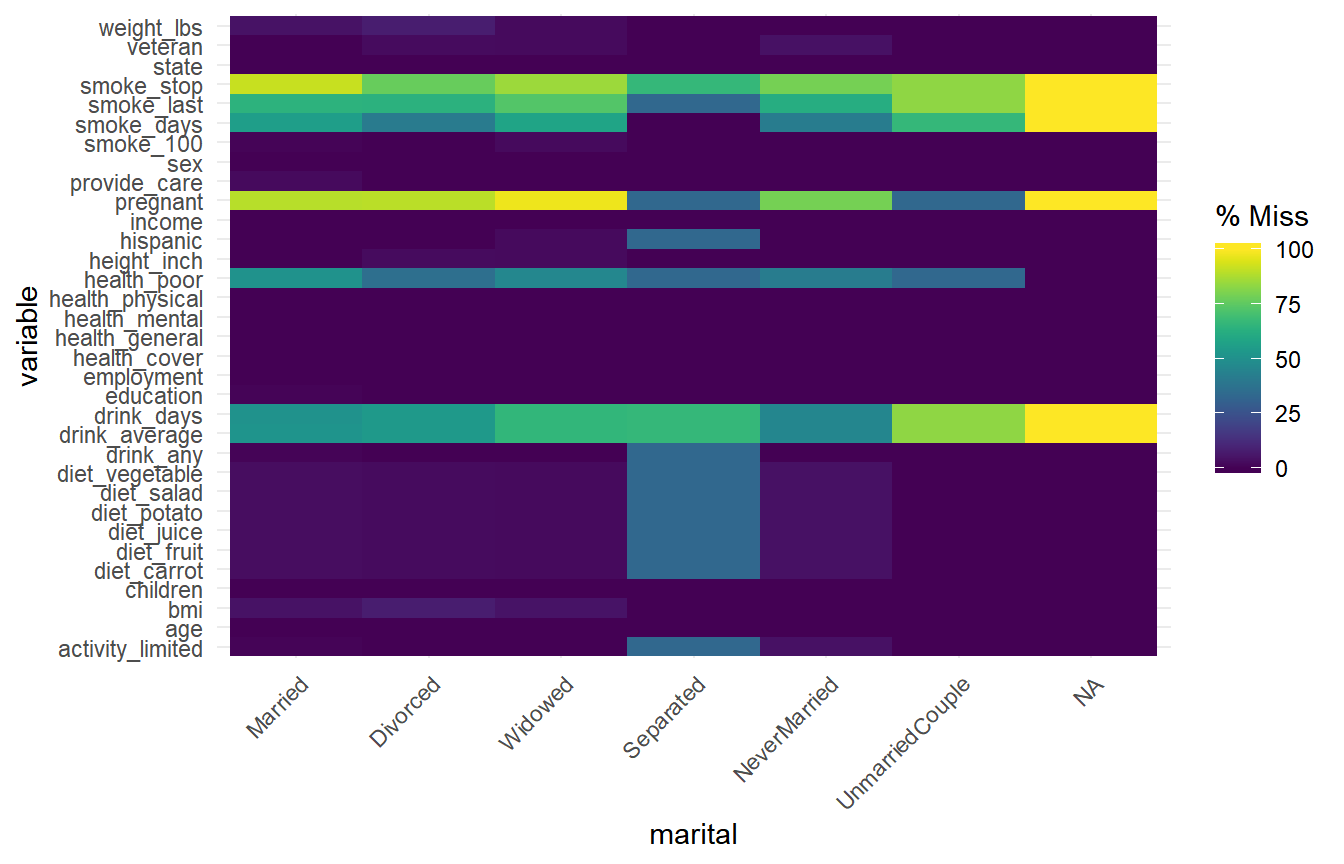 weight_lbs
veteran
state
smoke_stop
smoke_last
smoke_days
smoke_100
sex
provide_care
pregnant
income
hispanic
height_inch
health_poor
health_physical
health_mental
health_general
health_cover
employment
education
drink_days
drink_average
drink_any
diet_vegetable
diet_salad
diet_potato
diet_juice
diet_fruit
diet_carrot
children
bmi
age
activity_limited
variable
Married
Divorced
Widowed
Separated
NeverMarried
UnmarriedCouple
NA
marital
% Miss
100
75
50
25
0